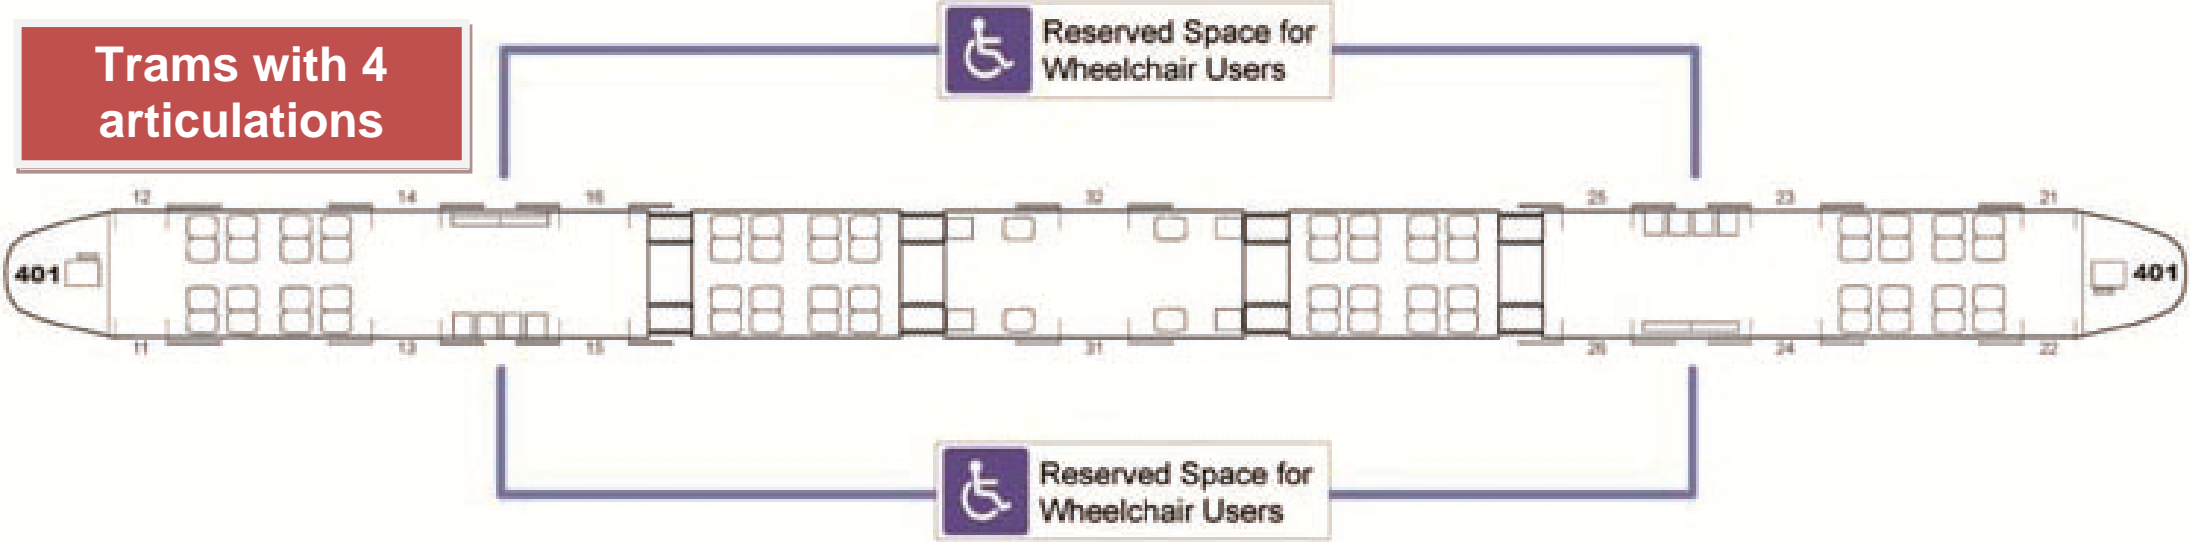 Trams with 4
articulations
Reserved Space for
Wheelchair Users
12 14 16 32 25 23 21
401 401
11 13 15 31 26 24 22
Reserved Space for
Wheelchair Users